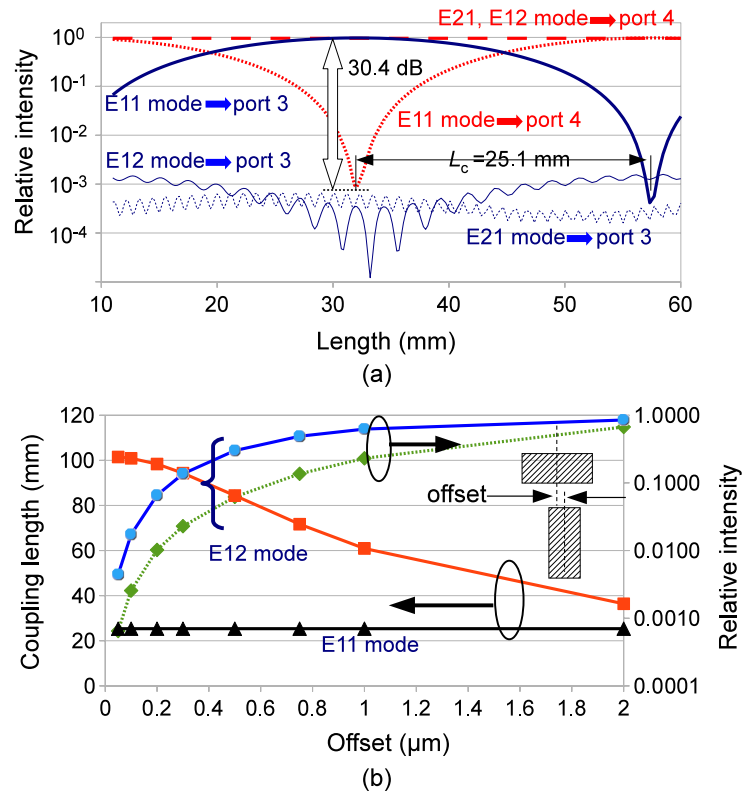 E21, E12 mode port 4
10⁰
10⁻¹
10⁻²
10⁻³
10⁻⁴
Relative intensity
30.4 dB
E11 mode port 3
E11 mode port 4
E12 mode port 3
Lc =25.1 mm
E21 mode port 3
10 20 30 40 50 60
Length (mm)
(a)
120
100
80
60
40
20
0
Coupling length (mm)
1.0000
0.1000
0.0100
0.0010
0.0001
Relative intensity
offset
E12 mode
E11 mode
0 0.2 0.4 0.6 0.8 1 1.2 1.4 1.6 1.8 2
Offset (µm)
(b)